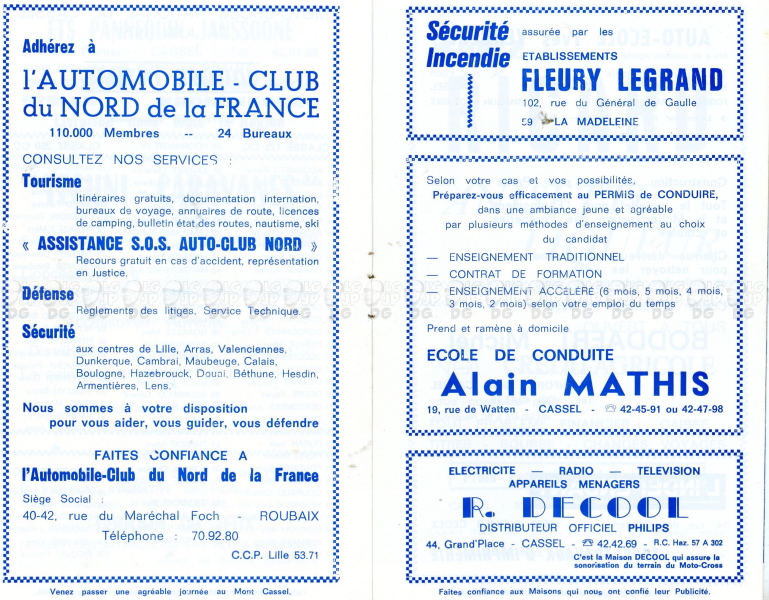 Adhérez à
l'AUTOMOBILE - CLUB
du NORD de la FRANCE
110.000 Membres -- 24 Bureaux
CONSULTEZ NOS SERVICES :
Tourisme
Itinéraires gratuits, documentation internation,
bureaux de voyage, annuaires de route, licences
de camping, bulletin état des routes, nautisme, ski
« ASSISTANCE S.O.S. AUTO-CLUB NORD »
Recours gratuit en cas d'accident, représentation
en Justice.
Défense
Règlements des litiges, Service Technique.
Sécurité
aux centres de Lille, Arras, Valenciennes,
Dunkerque, Cambrai, Maubeuge, Calais,
Boulogne, Hazebrouck, Douai, Béthune, Hesdin,
Armentières, Lens.
Nous sommes à votre disposition
pour vous aider, vous guider, vous défendre
FAITES CONFIANCE A
l'Automobile-Club du Nord de la France
Siège Social :
40-42, rue du Maréchal Foch - ROUBAIX
Téléphone : 70.92.80
C.C.P. Lille 53.71
Venez passer une agréable journée au Mont Cassel.
Sécurité
Incendie
assurée par les
ETABLISSEMENTS
FLEURY LEGRAND
102, rue du Général de Gaulle
59 - LA MADELEINE
Selon votre cas et vos possibilités,
Préparez-vous efficacement au PERMIS de CONDUIRE,
dans une ambiance jeune et agréable
par plusieurs méthodes d'enseignement au choix
du candidat
— ENSEIGNEMENT TRADITIONNEL
— CONTRAT DE FORMATION
— ENSEIGNEMENT ACCÉLÉRÉ (6 mois, 5 mois, 4 mois,
3 mois, 2 mois) selon votre emploi du temps
Prend et ramène à domicile
ECOLE DE CONDUITE
Alain MATHIS
19, rue de Watten - CASSEL - ☏ 42-45-91 ou 42-47-98
ELECTRICITE — RADIO — TELEVISION
APPAREILS MENAGERS
R. DECOOL
DISTRIBUTEUR OFFICIEL PHILIPS
44, Grand'Place - CASSEL - ☏ 42.42.69 - R.C. Haz. 57 A 302
C'est la Maison DECOOL qui assure la
sonorisation du terrain du Moto-Cross
Faites confiance aux Maisons qui nous ont confié leur Publicité.